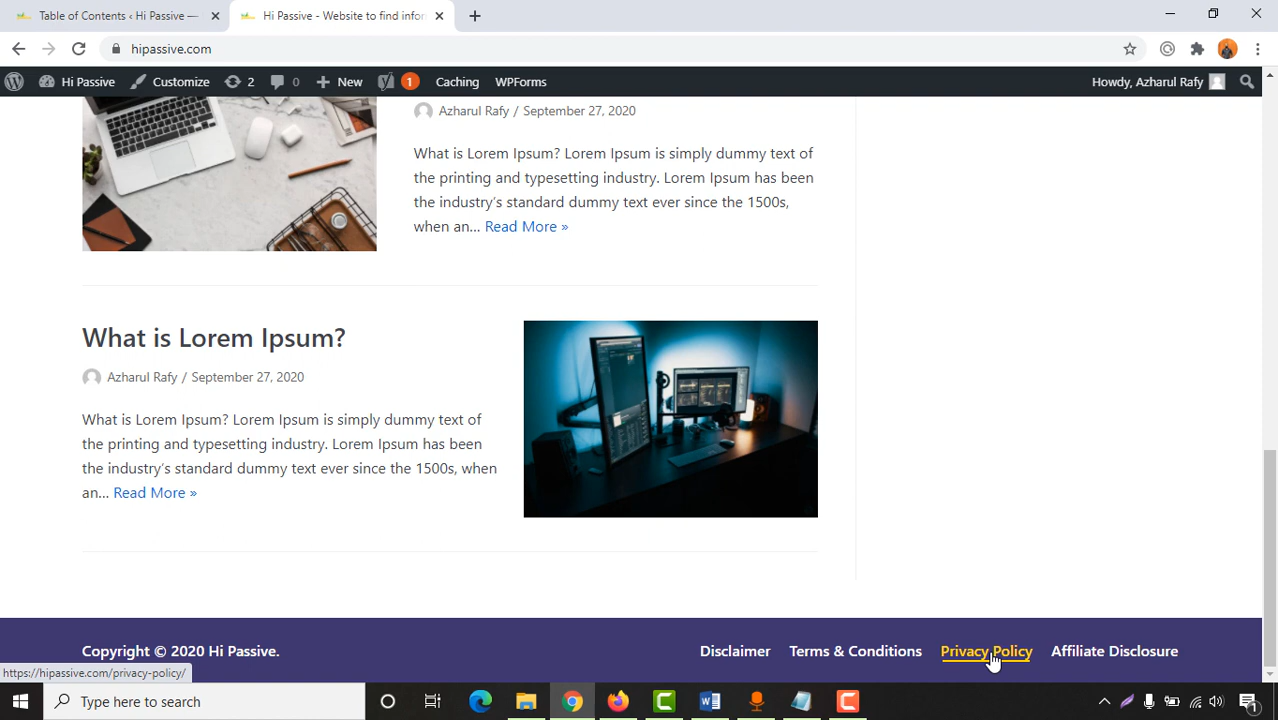 Table of Contents ‹ Hi Passive —
Hi Passive - Website to find infor
hipassive.com
Hi Passive
Customize
2
0
New
1
Caching
WPForms
Howdy, Azharul Rafy
Azharul Rafy / September 27, 2020
What is Lorem Ipsum? Lorem Ipsum is simply dummy text of
the printing and typesetting industry. Lorem Ipsum has been
the industry's standard dummy text ever since the 1500s,
when an... Read More »
What is Lorem Ipsum?
Azharul Rafy / September 27, 2020
What is Lorem Ipsum? Lorem Ipsum is simply dummy text of
the printing and typesetting industry. Lorem Ipsum has been
the industry's standard dummy text ever since the 1500s, when
an... Read More »
Copyright © 2020 Hi Passive.
Disclaimer
Terms & Conditions
Privacy Policy
Affiliate Disclosure
https://hipassive.com/privacy-policy/
Type here to search
1